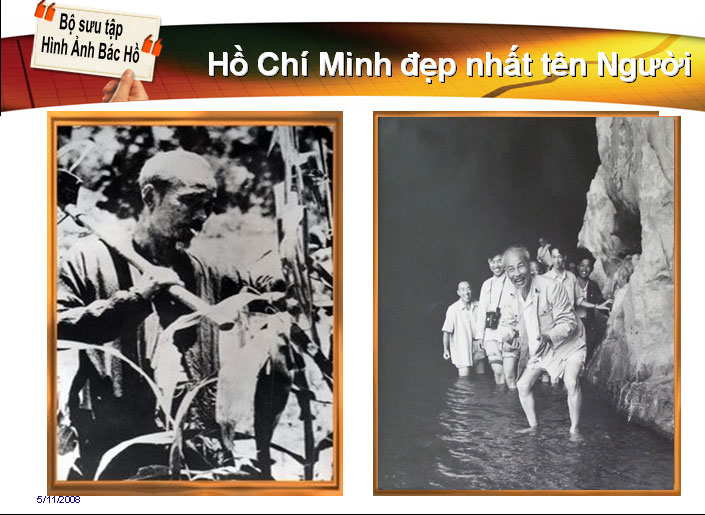 Bộ sưu tập
Hình Ảnh Bác Hồ
Hồ Chí Minh đẹp nhất tên Người
5/11/2008